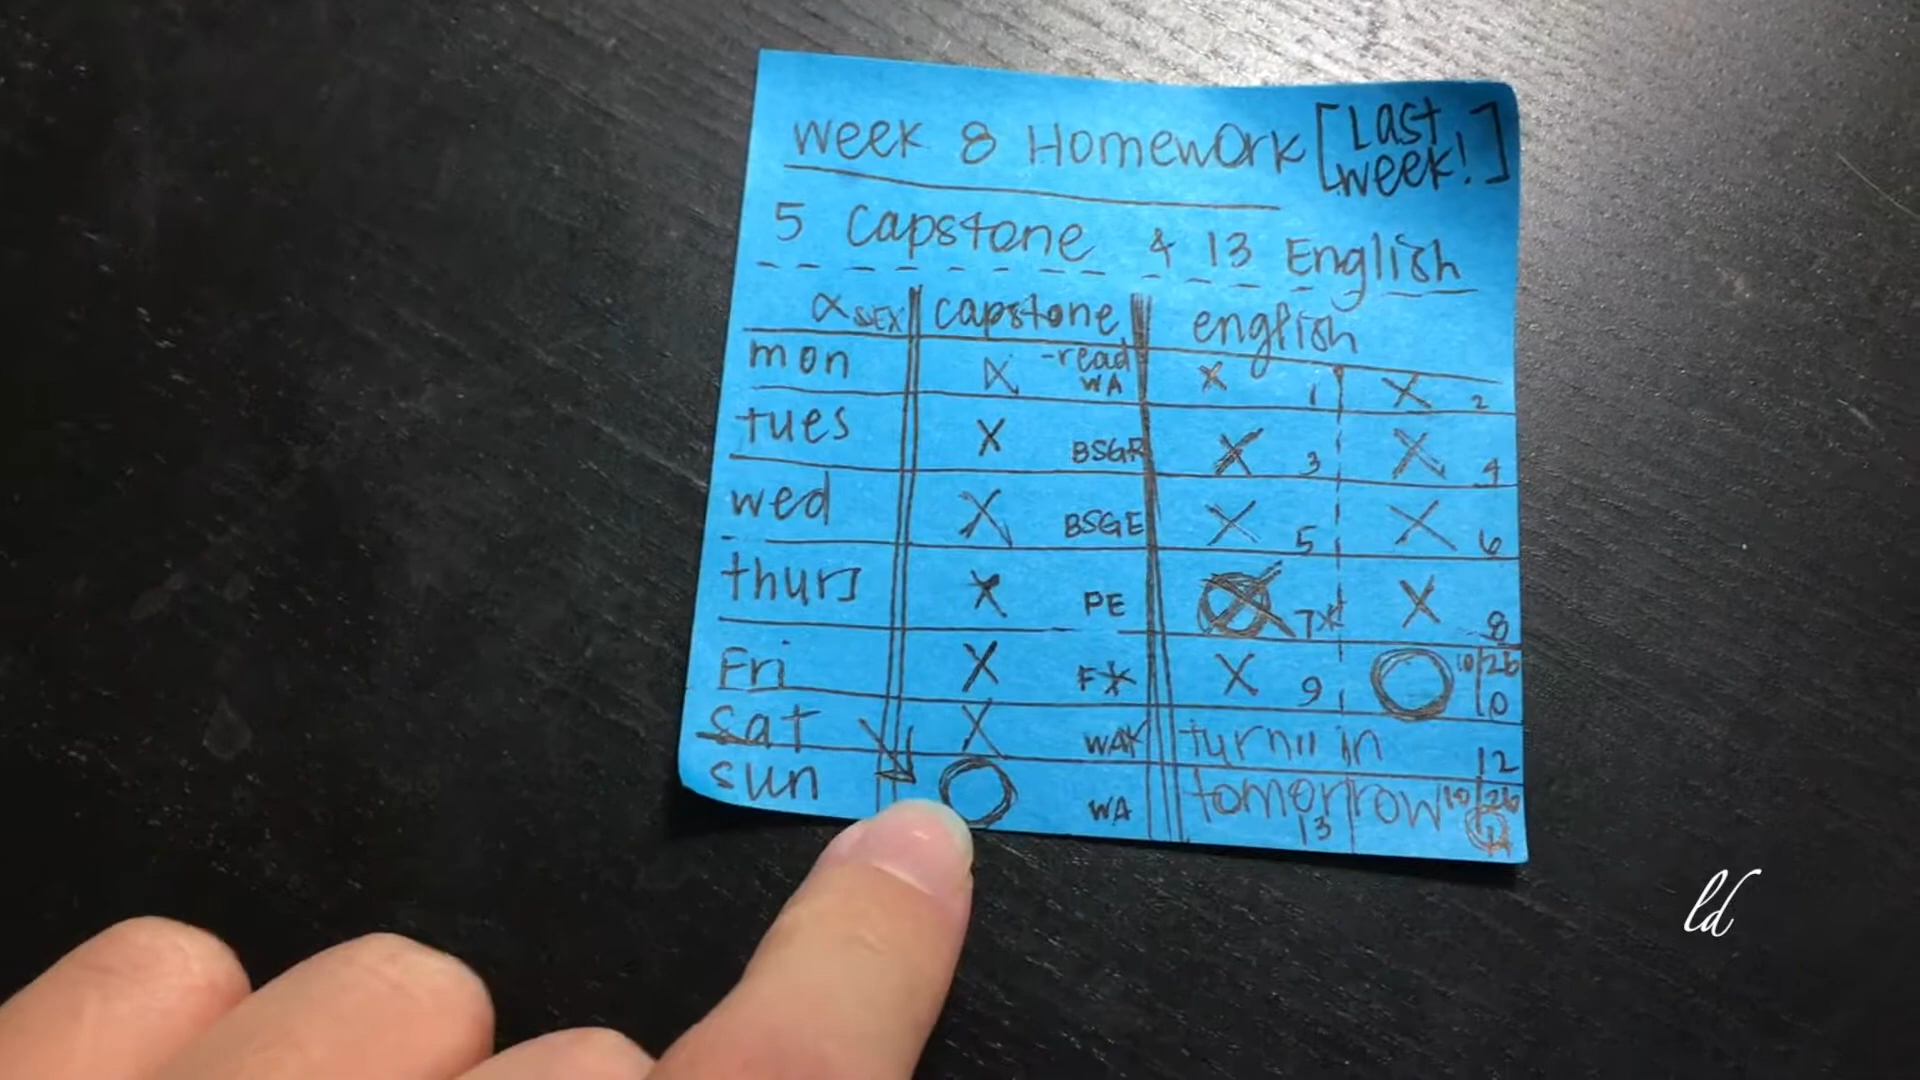 Week 8 Homework [Last week!]
5 Capstone & 13 English
capstone english
mon X -read WA X 1 X 2
tues X BSGR X 3 X 4
wed X BSGE X 5 X 6
thurs X PE X 7* X 8
Fri X F* X 9 10/26 10
sat X WA turn in 12
sun WA tomorrow 13 10/26
ld